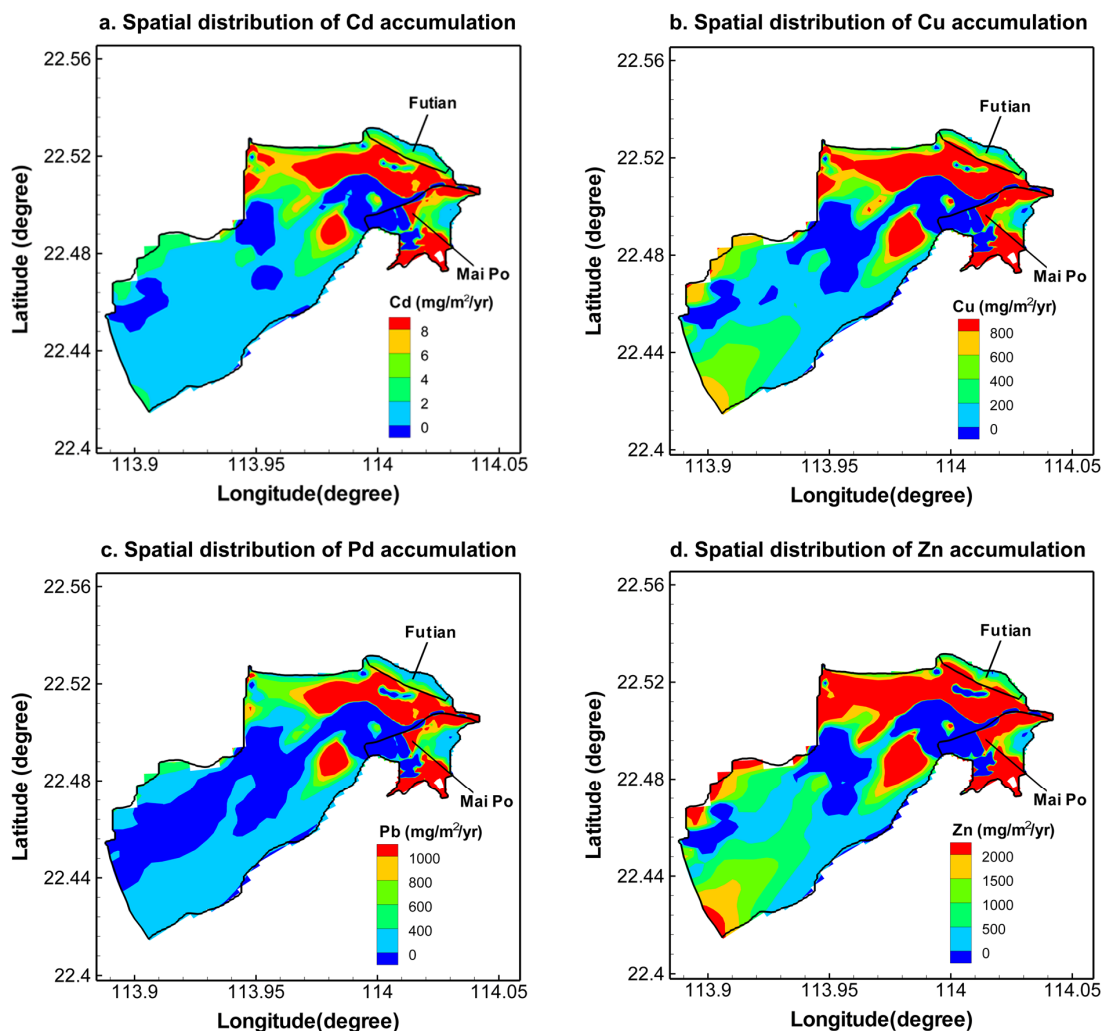 a. Spatial distribution of Cd accumulation
22.56
22.52
22.48
22.44
22.4
Latitude (degree)
Futian
Mai Po
Cd (mg/m²/yr)
8
6
4
2
0
113.9 113.95 114 114.05
Longitude(degree)
b. Spatial distribution of Cu accumulation
22.56
22.52
22.48
22.44
22.4
Latitude (degree)
Futian
Mai Po
Cu (mg/m²/yr)
800
600
400
200
0
113.9 113.95 114 114.05
Longitude(degree)
c. Spatial distribution of Pd accumulation
22.56
22.52
22.48
22.44
22.4
Latitude (degree)
Futian
Mai Po
Pb (mg/m²/yr)
1000
800
600
400
0
113.9 113.95 114 114.05
Longitude(degree)
d. Spatial distribution of Zn accumulation
22.56
22.52
22.48
22.44
22.4
Latitude (degree)
Futian
Mai Po
Zn (mg/m²/yr)
2000
1500
1000
500
0
113.9 113.95 114 114.05
Longitude(degree)